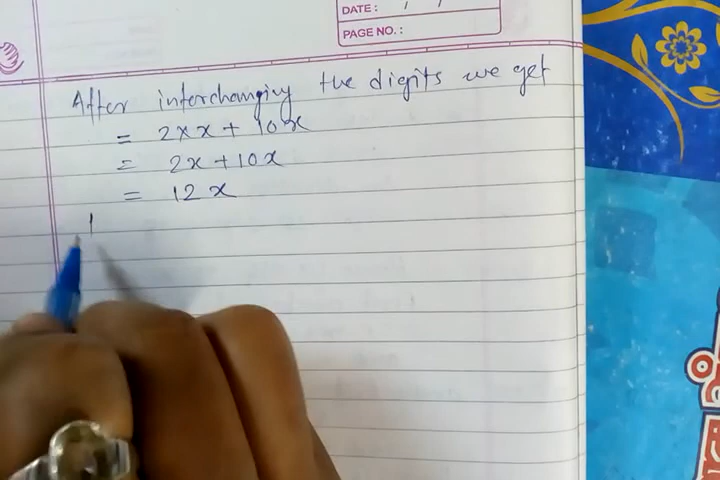 DATE : / /
PAGE NO. :
After interchanging the digits we get
= 2×x + 10x
= 2x + 10x
= 12x